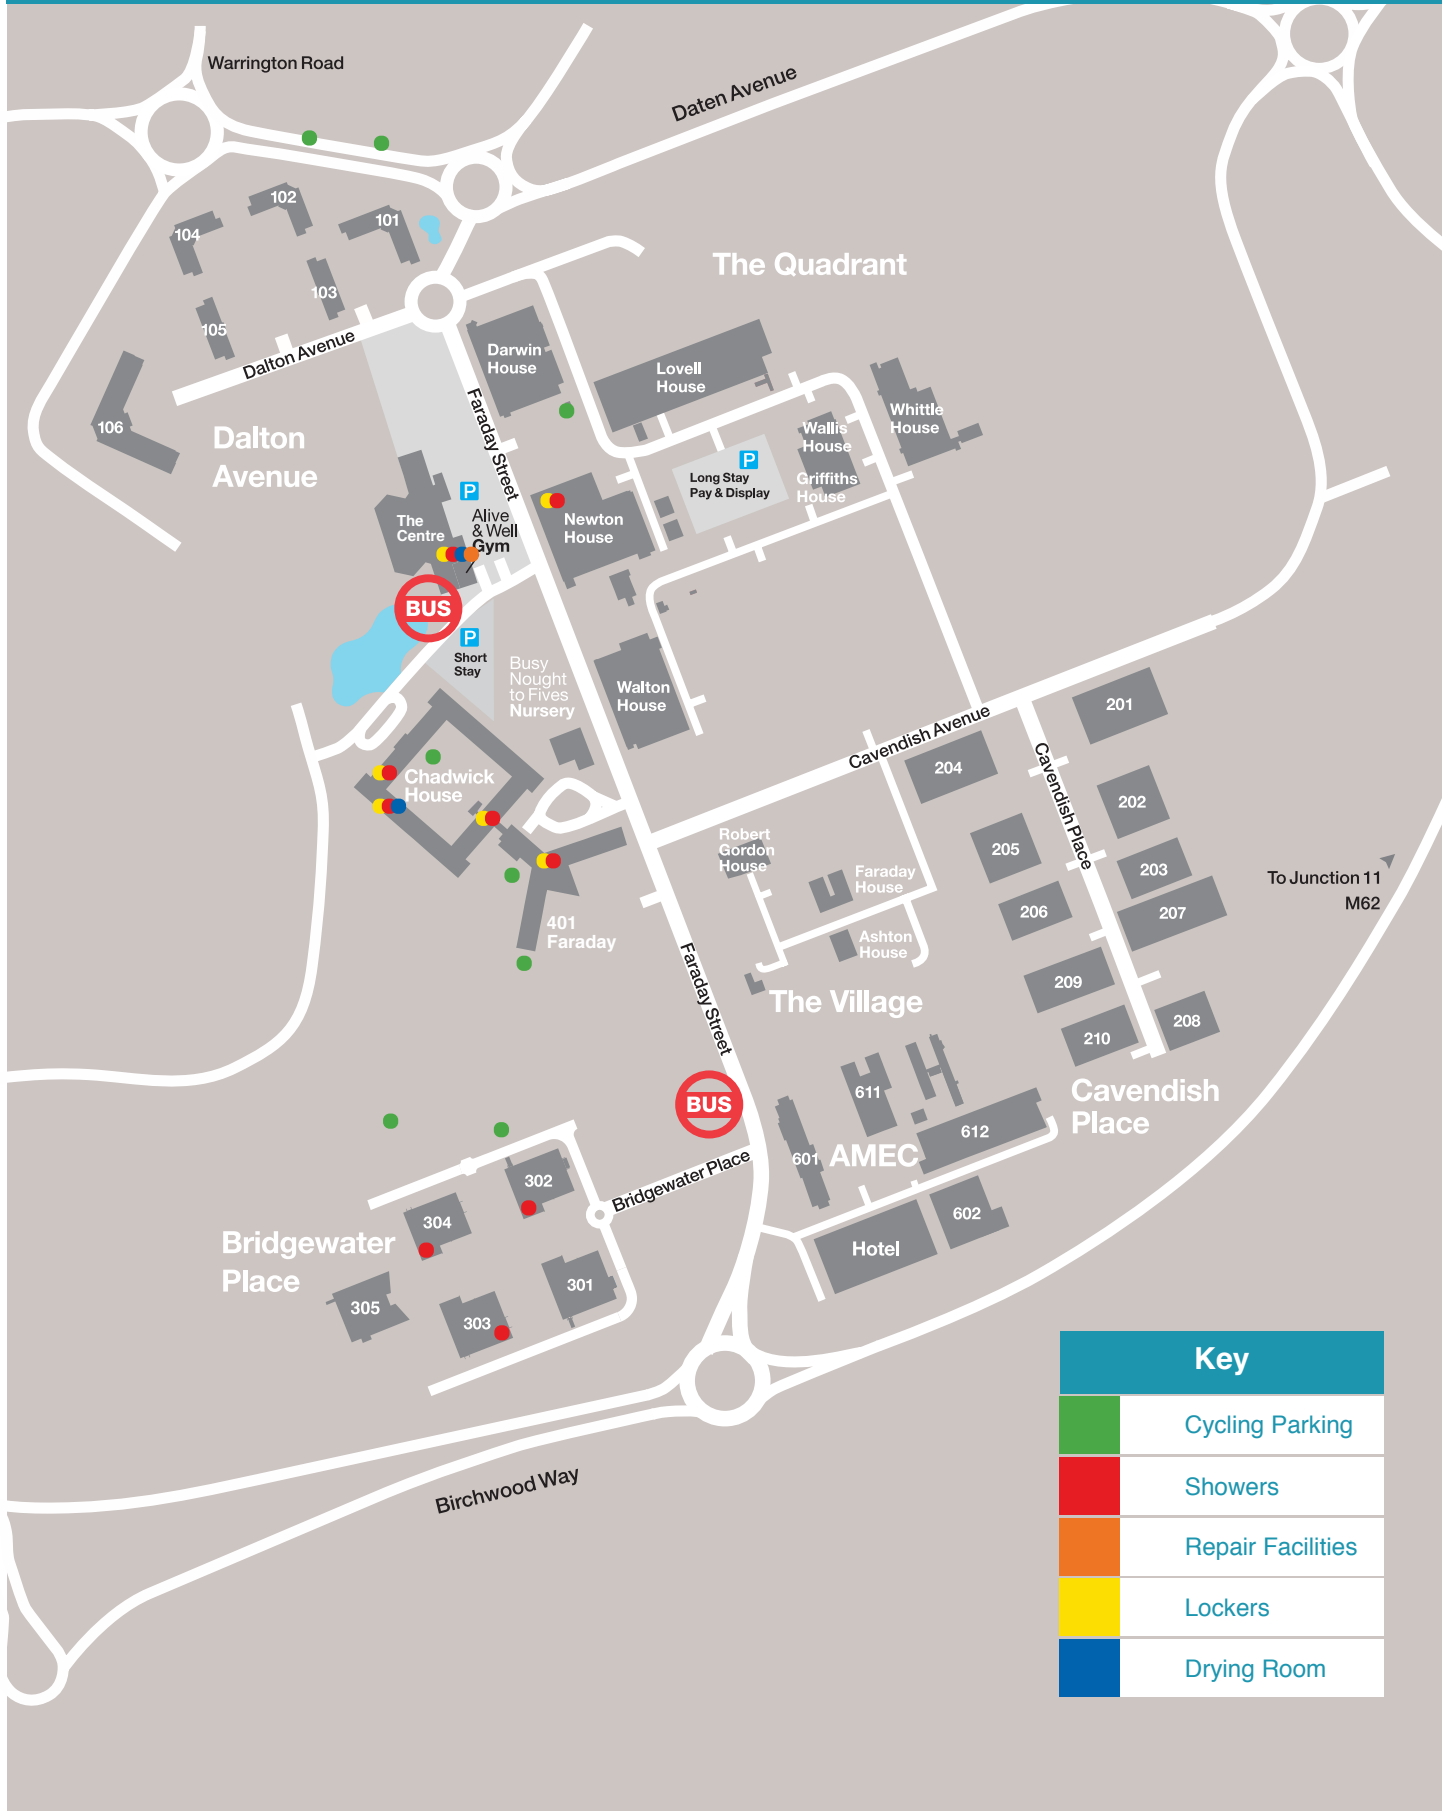 Warrington Road
Daten Avenue
102
101
104
103
105
106
Dalton Avenue
Dalton
Avenue
The Quadrant
Darwin
House
Lovell
House
Whittle
House
Wallis
House
Griffiths
House
P
Long Stay
Pay & Display
Faraday Street
P
Alive
& Well
Gym
The
Centre
Newton
House
BUS
P
Short
Stay
Busy
Nought
to Fives
Nursery
Walton
House
Chadwick
House
Cavendish Avenue
201
204
Cavendish Place
202
205
203
206
207
209
208
210
Cavendish
Place
To Junction 11
M62
Robert
Gordon
House
Faraday
House
Ashton
House
The Village
401
Faraday
Faraday Street
BUS
611
612
601
AMEC
602
Hotel
Bridgewater Place
302
304
301
303
305
Bridgewater
Place
Birchwood Way
Key
Cycling Parking
Showers
Repair Facilities
Lockers
Drying Room